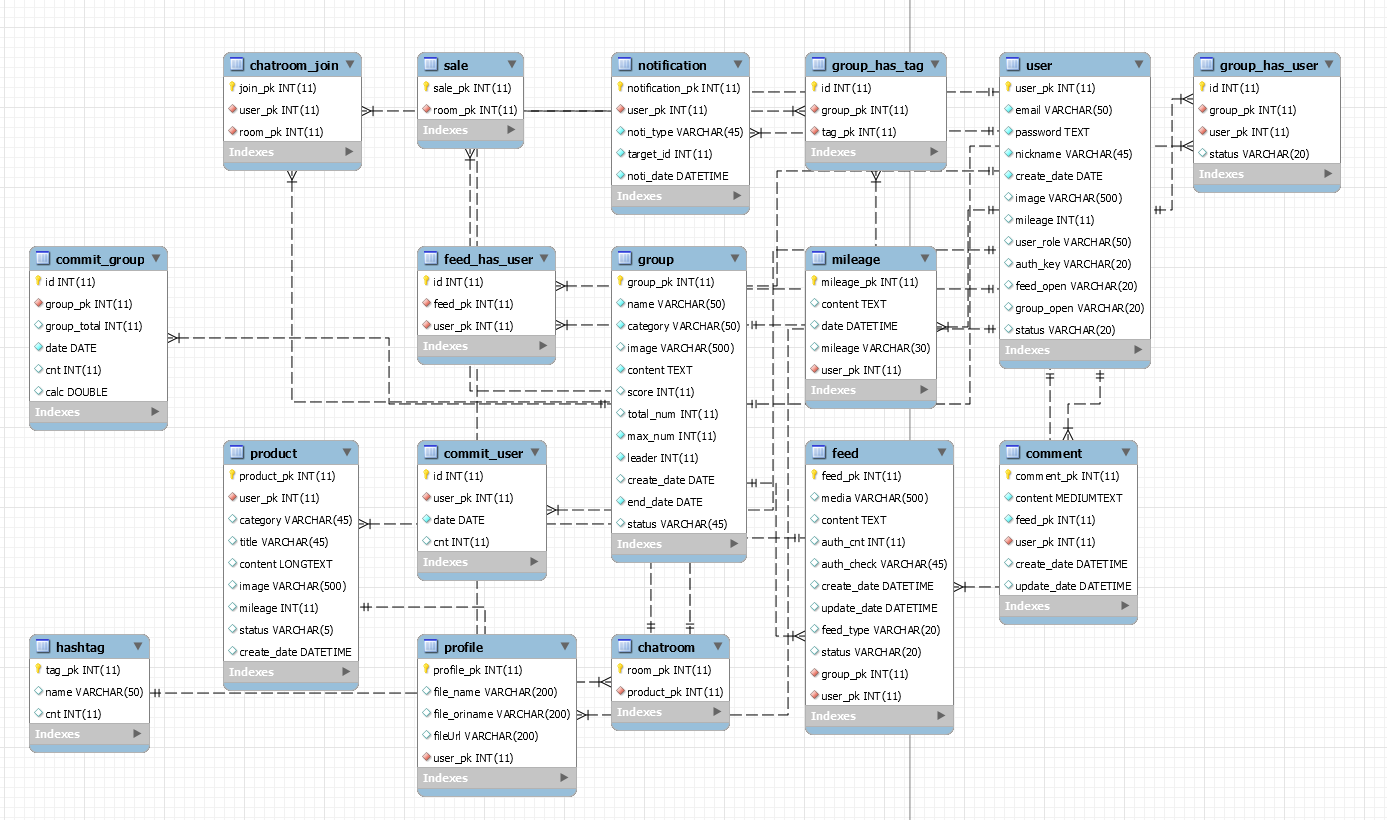 chatroom_join
join_pk INT(11)
user_pk INT(11)
room_pk INT(11)
Indexes
sale
sale_pk INT(11)
room_pk INT(11)
Indexes
notification
notification_pk INT(11)
user_pk INT(11)
noti_type VARCHAR(45)
target_id INT(11)
noti_date DATETIME
Indexes
group_has_tag
id INT(11)
group_pk INT(11)
tag_pk INT(11)
Indexes
user
user_pk INT(11)
email VARCHAR(50)
password TEXT
nickname VARCHAR(45)
create_date DATE
image VARCHAR(500)
mileage INT(11)
user_role VARCHAR(50)
auth_key VARCHAR(20)
feed_open VARCHAR(20)
group_open VARCHAR(20)
status VARCHAR(20)
Indexes
group_has_user
id INT(11)
group_pk INT(11)
user_pk INT(11)
status VARCHAR(20)
Indexes
commit_group
id INT(11)
group_pk INT(11)
group_total INT(11)
date DATE
cnt INT(11)
calc DOUBLE
Indexes
feed_has_user
id INT(11)
feed_pk INT(11)
user_pk INT(11)
Indexes
group
group_pk INT(11)
name VARCHAR(50)
category VARCHAR(50)
image VARCHAR(500)
content TEXT
score INT(11)
total_num INT(11)
max_num INT(11)
leader INT(11)
create_date DATE
end_date DATE
status VARCHAR(45)
Indexes
mileage
mileage_pk INT(11)
content TEXT
date DATETIME
mileage VARCHAR(30)
user_pk INT(11)
Indexes
product
product_pk INT(11)
user_pk INT(11)
category VARCHAR(45)
title VARCHAR(45)
content LONGTEXT
image VARCHAR(500)
mileage INT(11)
status VARCHAR(5)
create_date DATETIME
Indexes
commit_user
id INT(11)
user_pk INT(11)
date DATE
cnt INT(11)
Indexes
feed
feed_pk INT(11)
media VARCHAR(500)
content TEXT
auth_cnt INT(11)
auth_check VARCHAR(45)
create_date DATETIME
update_date DATETIME
feed_type VARCHAR(20)
status VARCHAR(20)
group_pk INT(11)
user_pk INT(11)
Indexes
comment
comment_pk INT(11)
content MEDIUMTEXT
feed_pk INT(11)
user_pk INT(11)
create_date DATETIME
update_date DATETIME
Indexes
hashtag
tag_pk INT(11)
name VARCHAR(50)
cnt INT(11)
Indexes
profile
profile_pk INT(11)
file_name VARCHAR(200)
file_oriname VARCHAR(200)
fileUrl VARCHAR(200)
user_pk INT(11)
Indexes
chatroom
room_pk INT(11)
product_pk INT(11)
Indexes